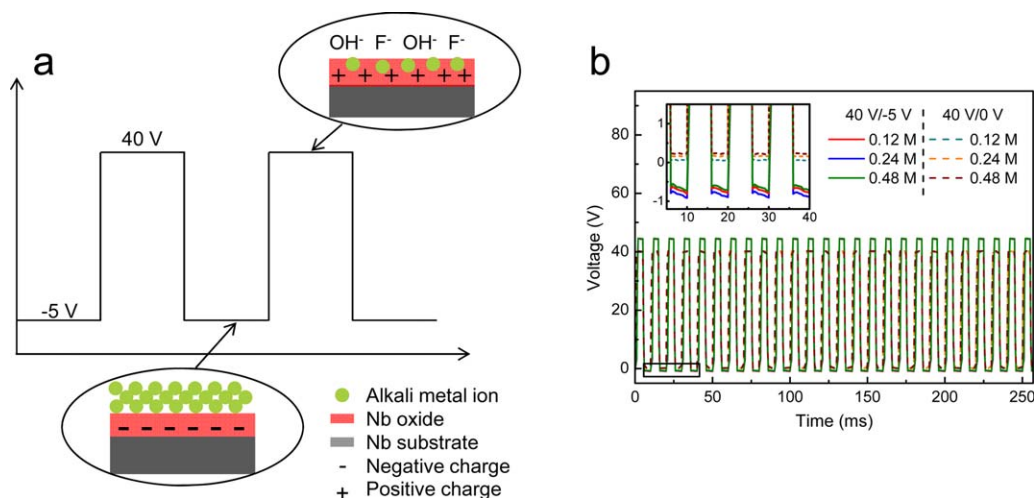 a
OH- F- OH- F-
+ + + + + +
40 V
-5 V
- - - - - -
Alkali metal ion
Nb oxide
Nb substrate
- Negative charge
+ Positive charge
b
40 V/-5 V 40 V/0 V
0.12 M 0.12 M
0.24 M 0.24 M
0.48 M 0.48 M
1
0
-1
10 20 30 40
80
60
40
20
0
Voltage (V)
0 50 100 150 200 250
Time (ms)